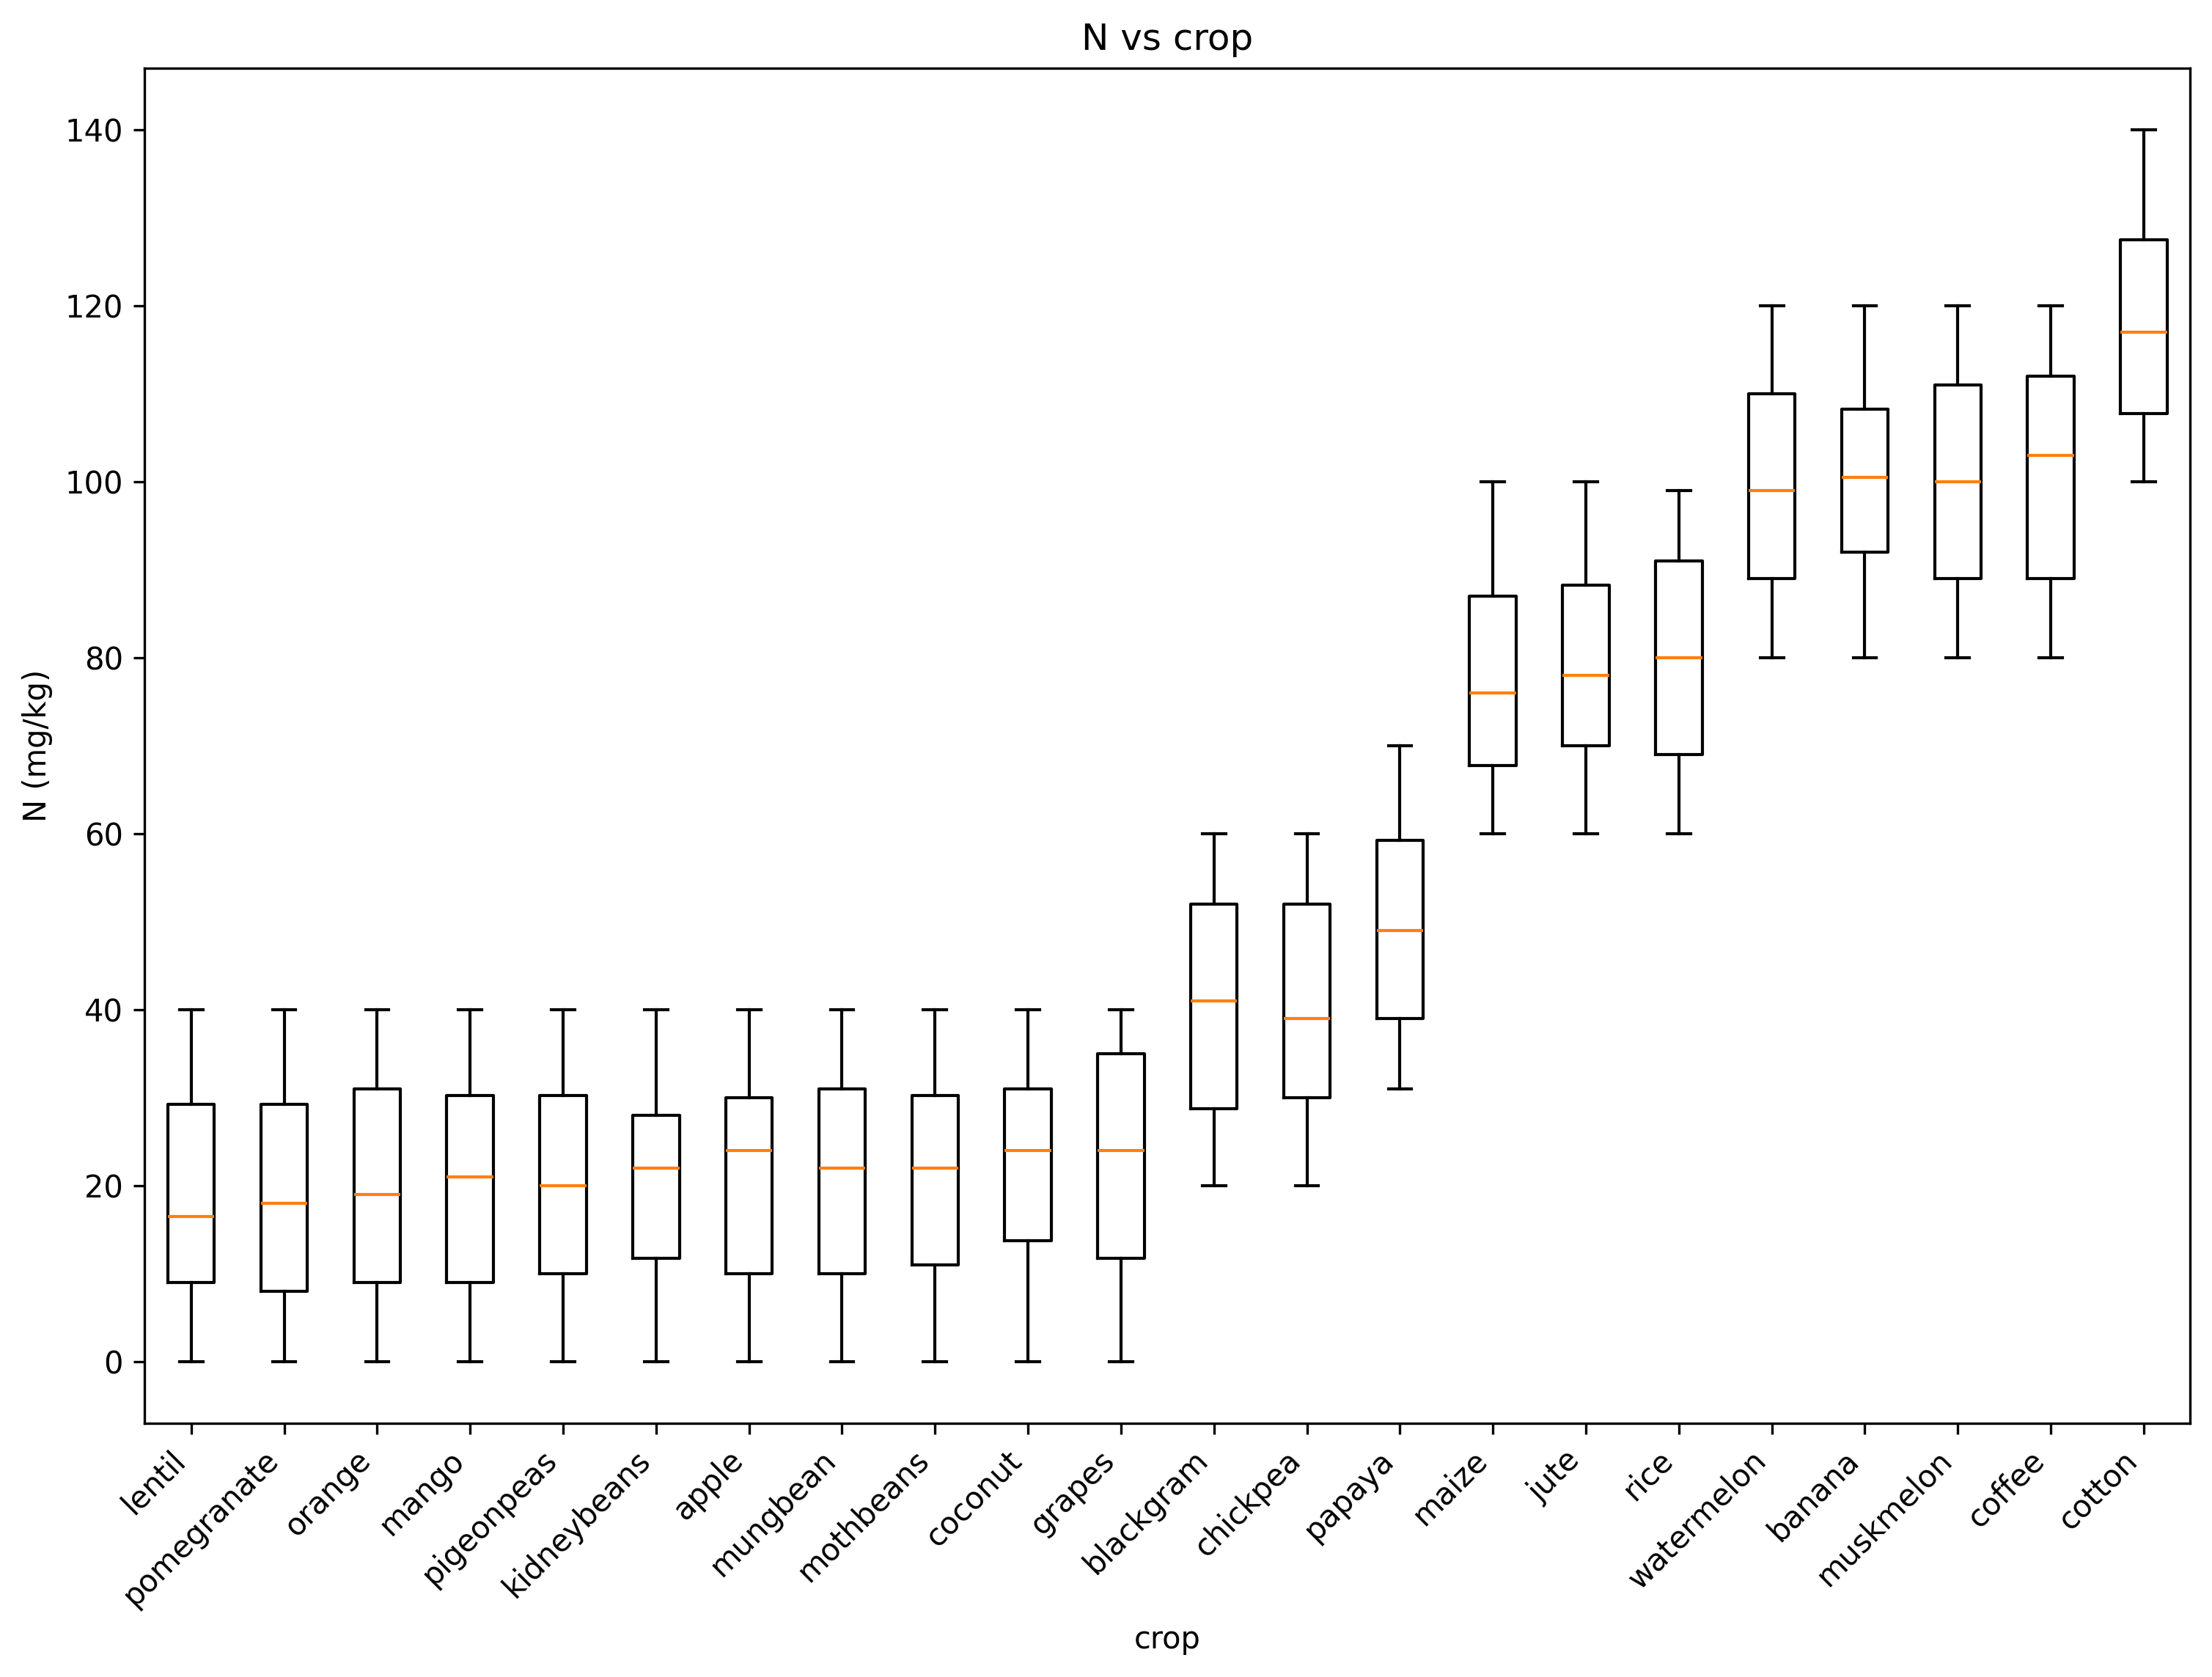 N vs crop
N (mg/kg)
140
120
100
80
60
40
20
0
lentil
pomegranate
orange
mango
pigeonpeas
kidneybeans
apple
mungbean
mothbeans
coconut
grapes
blackgram
chickpea
papaya
maize
jute
rice
watermelon
banana
muskmelon
coffee
cotton
crop